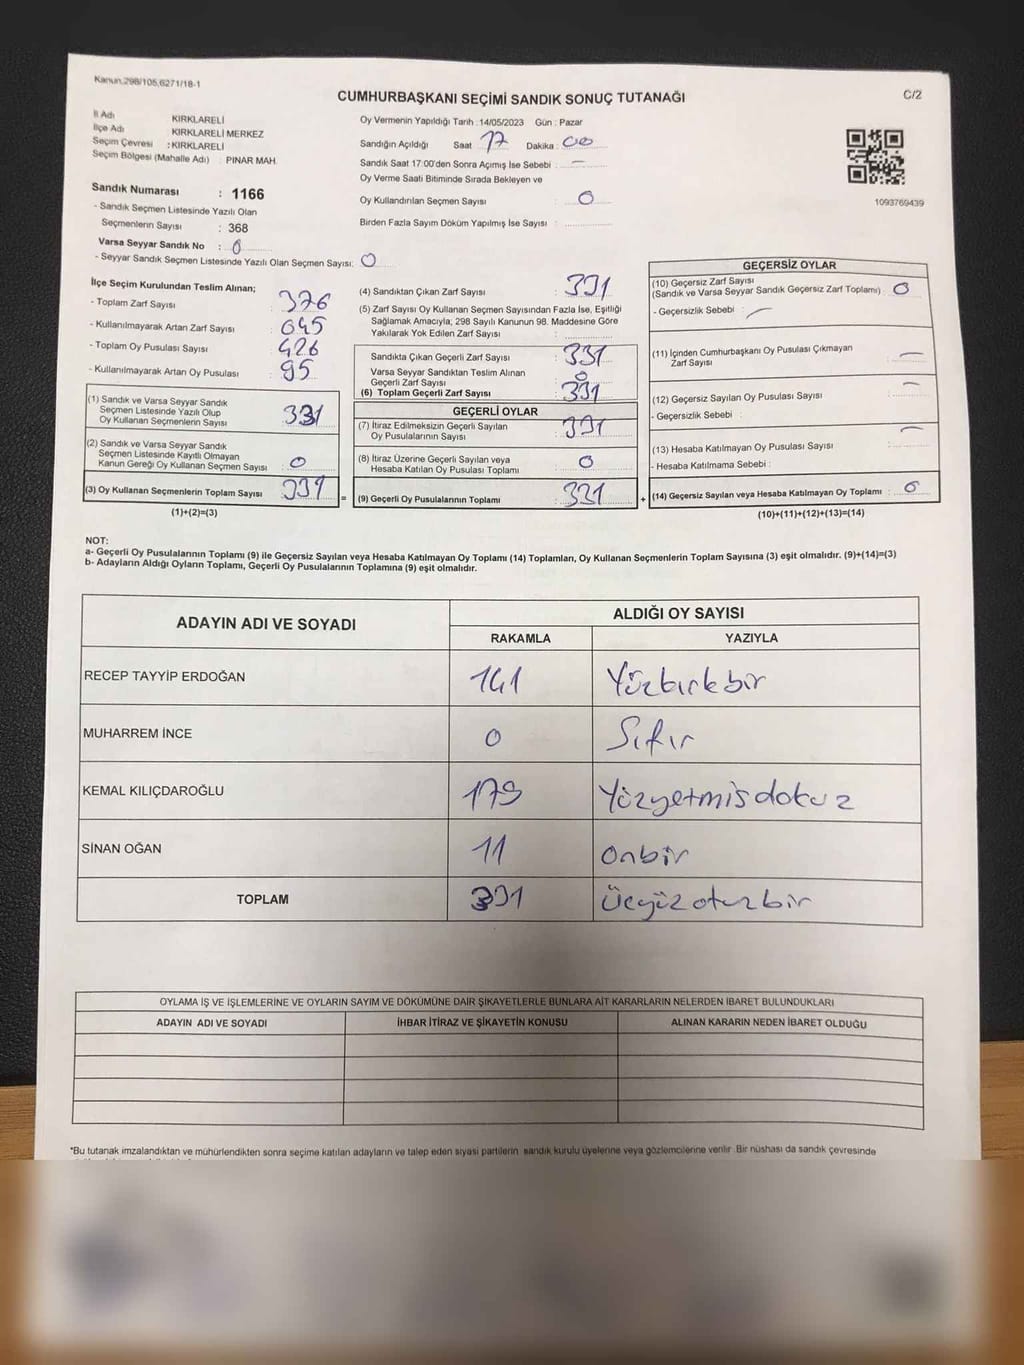 Kanun.298/105,6271/18-1
C/2
CUMHURBAŞKANI SEÇİMİ SANDIK SONUÇ TUTANAĞI
İl Adı KIRKLARELİ
İlçe Adı KIRKLARELİ MERKEZ
Seçim Çevresi : KIRKLARELİ
Seçim Bölgesi (Mahalle Adı) : PINAR MAH.
Sandık Numarası : 1166
- Sandık Seçmen Listesinde Yazılı Olan
Seçmenlerin Sayısı : 368
Varsa Seyyar Sandık No : 0
- Seyyar Sandık Seçmen Listesinde Yazılı Olan Seçmen Sayısı: 0
Oy Vermenin Yapıldığı Tarih :14/05/2023 Gün : Pazar
Sandığın Açıldığı Saat 17 Dakika : 00
Sandık Saat 17:00'den Sonra Açımış İse Sebebi : —
Oy Verme Saati Bitiminde Sırada Bekleyen ve
Oy Kullandırılan Seçmen Sayısı : 0
Birden Fazla Sayım Döküm Yapılmış İse Sayısı :
1093769439
İlçe Seçim Kurulundan Teslim Alınan;
- Toplam Zarf Sayısı : 376
- Kullanılmayarak Artan Zarf Sayısı : 045
- Toplam Oy Pusulası Sayısı : 426
- Kullanılmayarak Artan Oy Pusulası : 95
(1) Sandık ve Varsa Seyyar Sandık
Seçmen Listesinde Yazılı Olup
Oy Kullanan Seçmenlerin Sayısı : 331
(2) Sandık ve Varsa Seyyar Sandık
Seçmen Listesinde Kayıtlı Olmayan
Kanun Gereği Oy Kullanan Seçmen Sayısı : 0
(3) Oy Kullanan Seçmenlerin Toplam Sayısı : 331 =
(1)+(2)=(3)
(4) Sandıktan Çıkan Zarf Sayısı : 331
(5) Zarf Sayısı Oy Kullanan Seçmen Sayısından Fazla İse, Eşitliği
Sağlamak Amacıyla; 298 Sayılı Kanunun 98. Maddesine Göre
Yakılarak Yok Edilen Zarf Sayısı :
Sandıkta Çıkan Geçerli Zarf Sayısı : 331
Varsa Seyyar Sandıktan Teslim Alınan
Geçerli Zarf Sayısı : 0
(6) Toplam Geçerli Zarf Sayısı : 331
GEÇERLİ OYLAR
(7) İtiraz Edilmeksizin Geçerli Sayılan
Oy Pusulalarının Sayısı : 331
(8) İtiraz Üzerine Geçerli Sayılan veya
Hesaba Katılan Oy Pusulası Toplamı : 0
(9) Geçerli Oy Pusulalarının Toplamı : 331 +
GEÇERSİZ OYLAR
(10) Geçersiz Zarf Sayısı
(Sandık ve Varsa Seyyar Sandık Geçersiz Zarf Toplamı) : 0
- Geçersizlik Sebebi : —
(11) İçinden Cumhurbaşkanı Oy Pusulası Çıkmayan
Zarf Sayısı : —
(12) Geçersiz Sayılan Oy Pusulası Sayısı : —
- Geçersizlik Sebebi :
(13) Hesaba Katılmayan Oy Pusulası Sayısı : —
- Hesaba Katılmama Sebebi :
(14) Geçersiz Sayılan veya Hesaba Katılmayan Oy Toplamı : 0
(10)+(11)+(12)+(13)=(14)
NOT:
a- Geçerli Oy Pusulalarının Toplamı (9) ile Geçersiz Sayılan veya Hesaba Katılmayan Oy Toplamı (14) Toplamları, Oy Kullanan Seçmenlerin Toplam Sayısına (3) eşit olmalıdır. (9)+(14)=(3)
b- Adayların Aldığı Oyların Toplamı, Geçerli Oy Pusulalarının Toplamına (9) eşit olmalıdır.
ADAYIN ADI VE SOYADI ALDIĞI OY SAYISI
RAKAMLA YAZIYLA
RECEP TAYYİP ERDOĞAN 141 Yüzkırkbir
MUHARREM İNCE 0 Sıfır
KEMAL KILIÇDAROĞLU 179 Yüzyetmişdokuz
SİNAN OĞAN 11 Onbir
TOPLAM 331 Üçyüzotuzbir
OYLAMA İŞ VE İŞLEMLERİNE VE OYLARIN SAYIM VE DÖKÜMÜNE DAİR ŞİKAYETLERLE BUNLARA AİT KARARLARIN NELERDEN İBARET BULUNDUKLARI
ADAYIN ADI VE SOYADI İHBAR İTİRAZ VE ŞİKAYETİN KONUSU ALINAN KARARIN NEDEN İBARET OLDUĞU
*Bu tutanak imzalandıktan ve mühürlendikten sonra seçime katılan adayların ve talep eden siyasi partilerin sandık kurulu üyelerine veya gözlemcilerine verilir. Bir nüshası da sandık çevresinde